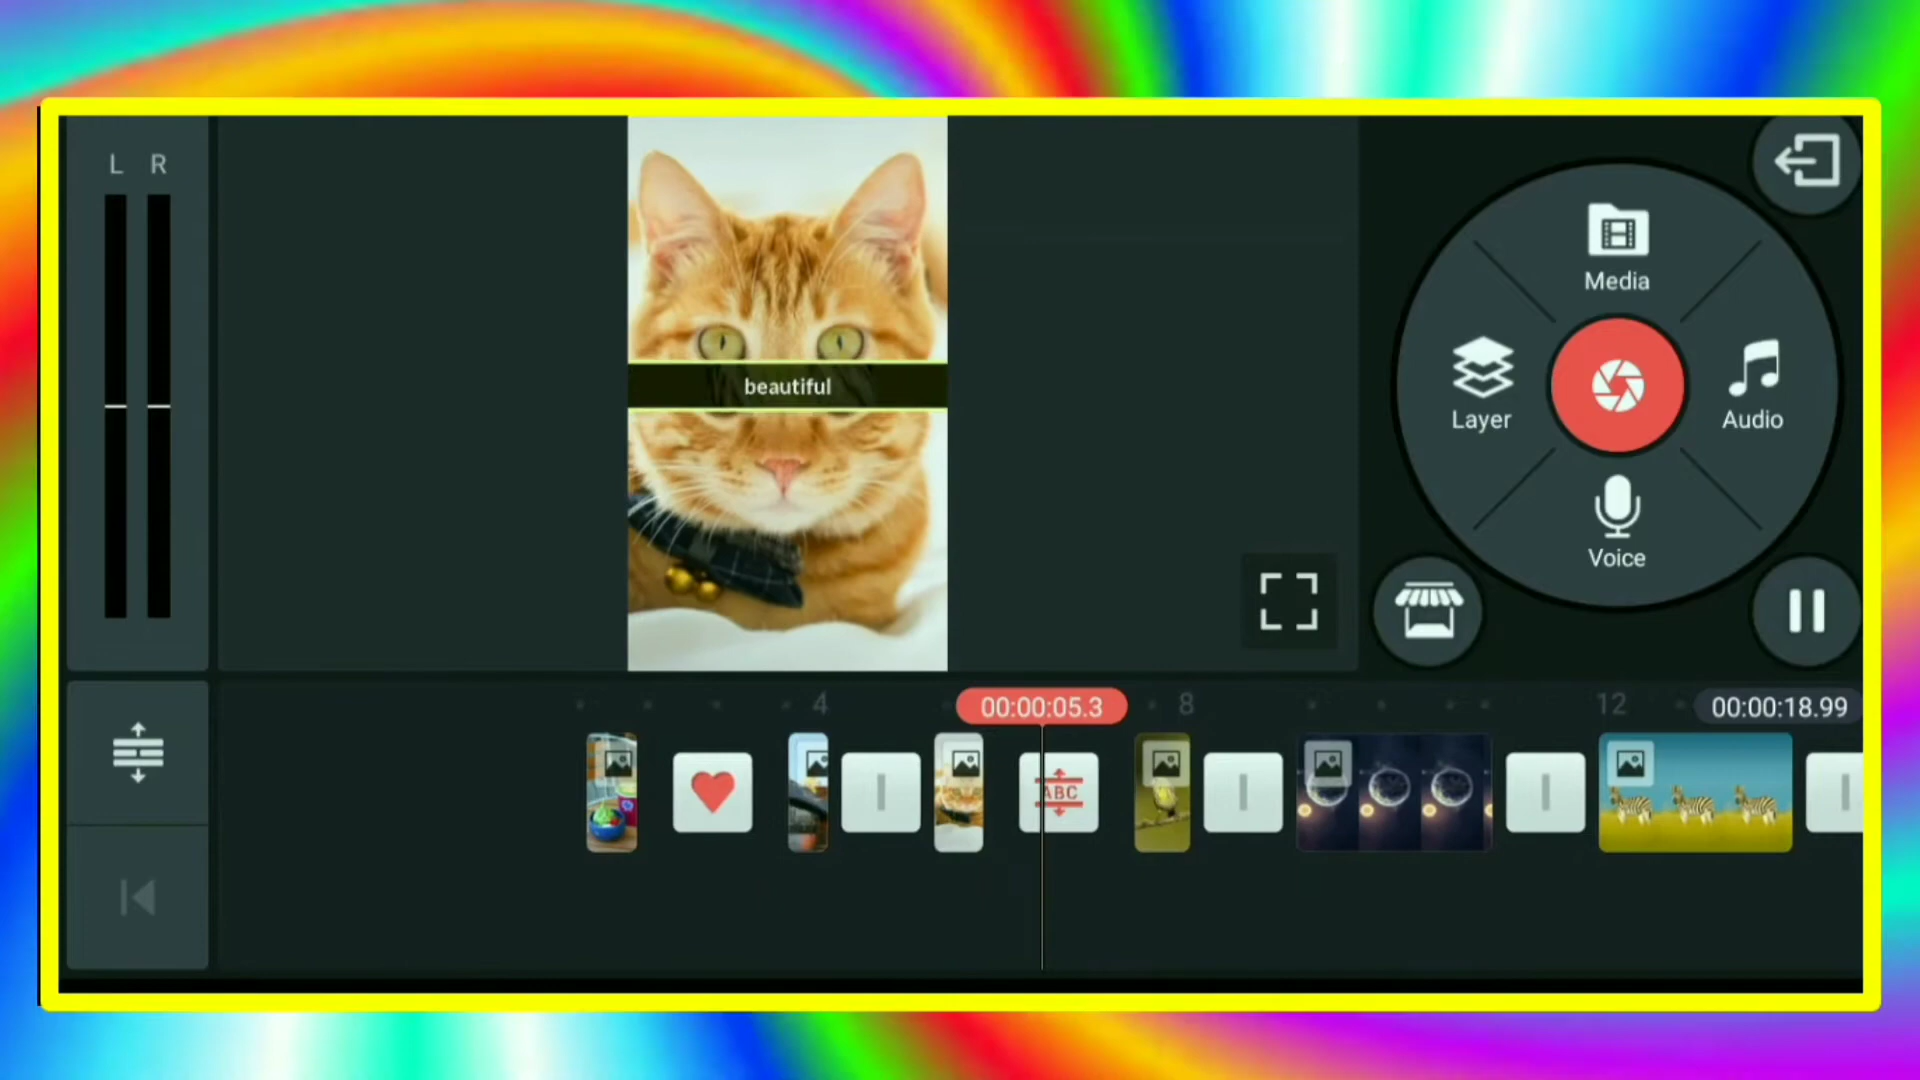 L R
Media
Layer
Audio
Voice
beautiful
4
00:00:05.3
8
12
00:00:18.99
ABC